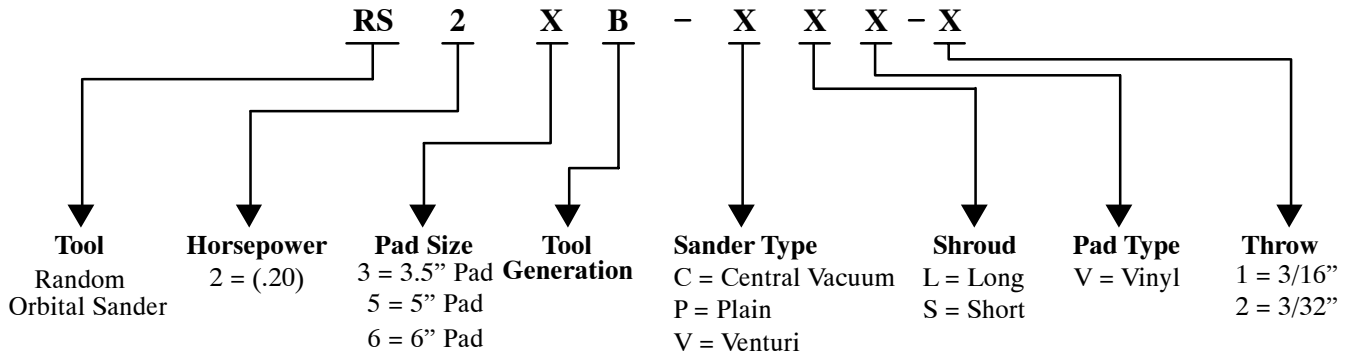 RS 2 X B – X X X – X
Tool
Random
Orbital Sander
Horsepower
2 = (.20)
Pad Size
3 = 3.5” Pad
5 = 5” Pad
6 = 6” Pad
Tool
Generation
Sander Type
C = Central Vacuum
P = Plain
V = Venturi
Shroud
L = Long
S = Short
Pad Type
V = Vinyl
Throw
1 = 3/16”
2 = 3/32”